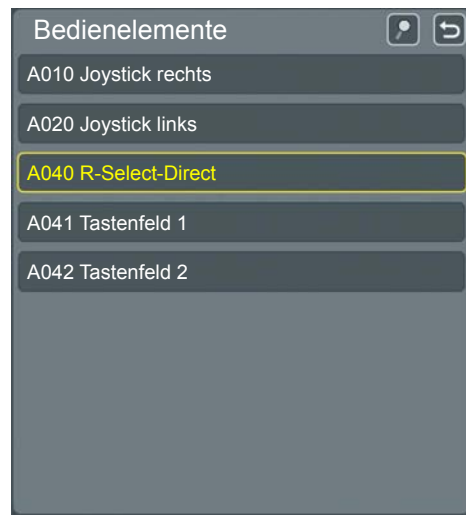 Bedienelemente
A010 Joystick rechts
A020 Joystick links
A040 R-Select-Direct
A041 Tastenfeld 1
A042 Tastenfeld 2